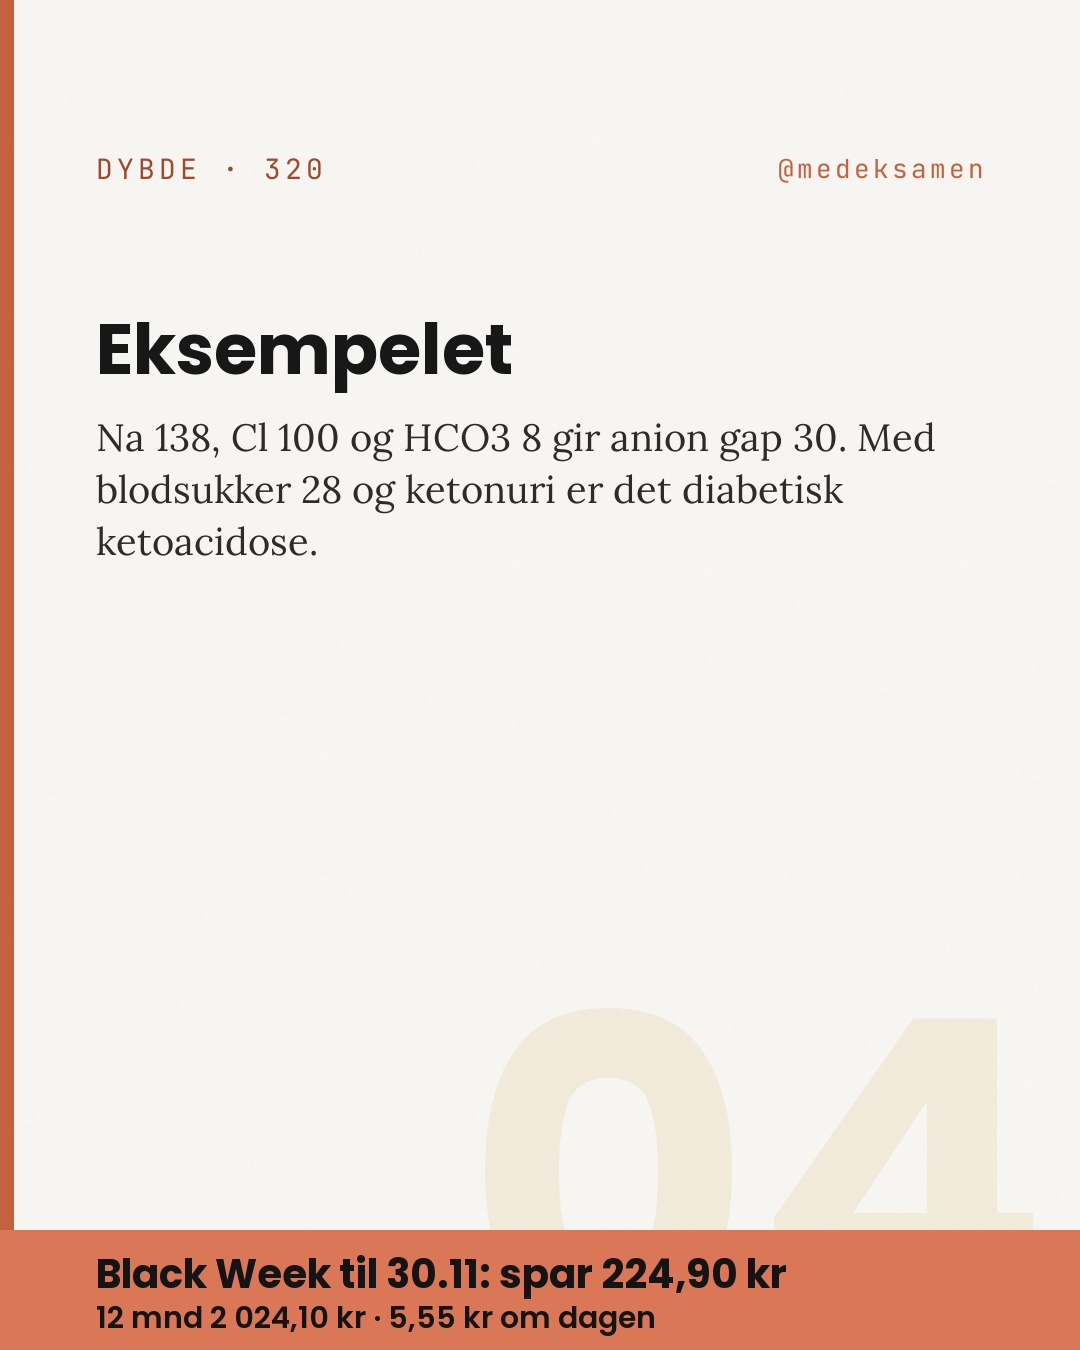 DYBDE · 320
@medeksamen
Eksempelet
Na 138, Cl 100 og HCO3 8 gir anion gap 30. Med
blodsukker 28 og ketonuri er det diabetisk
ketoacidose.
04
Black Week til 30.11: spar 224,90 kr
12 mnd 2 024,10 kr · 5,55 kr om dagen